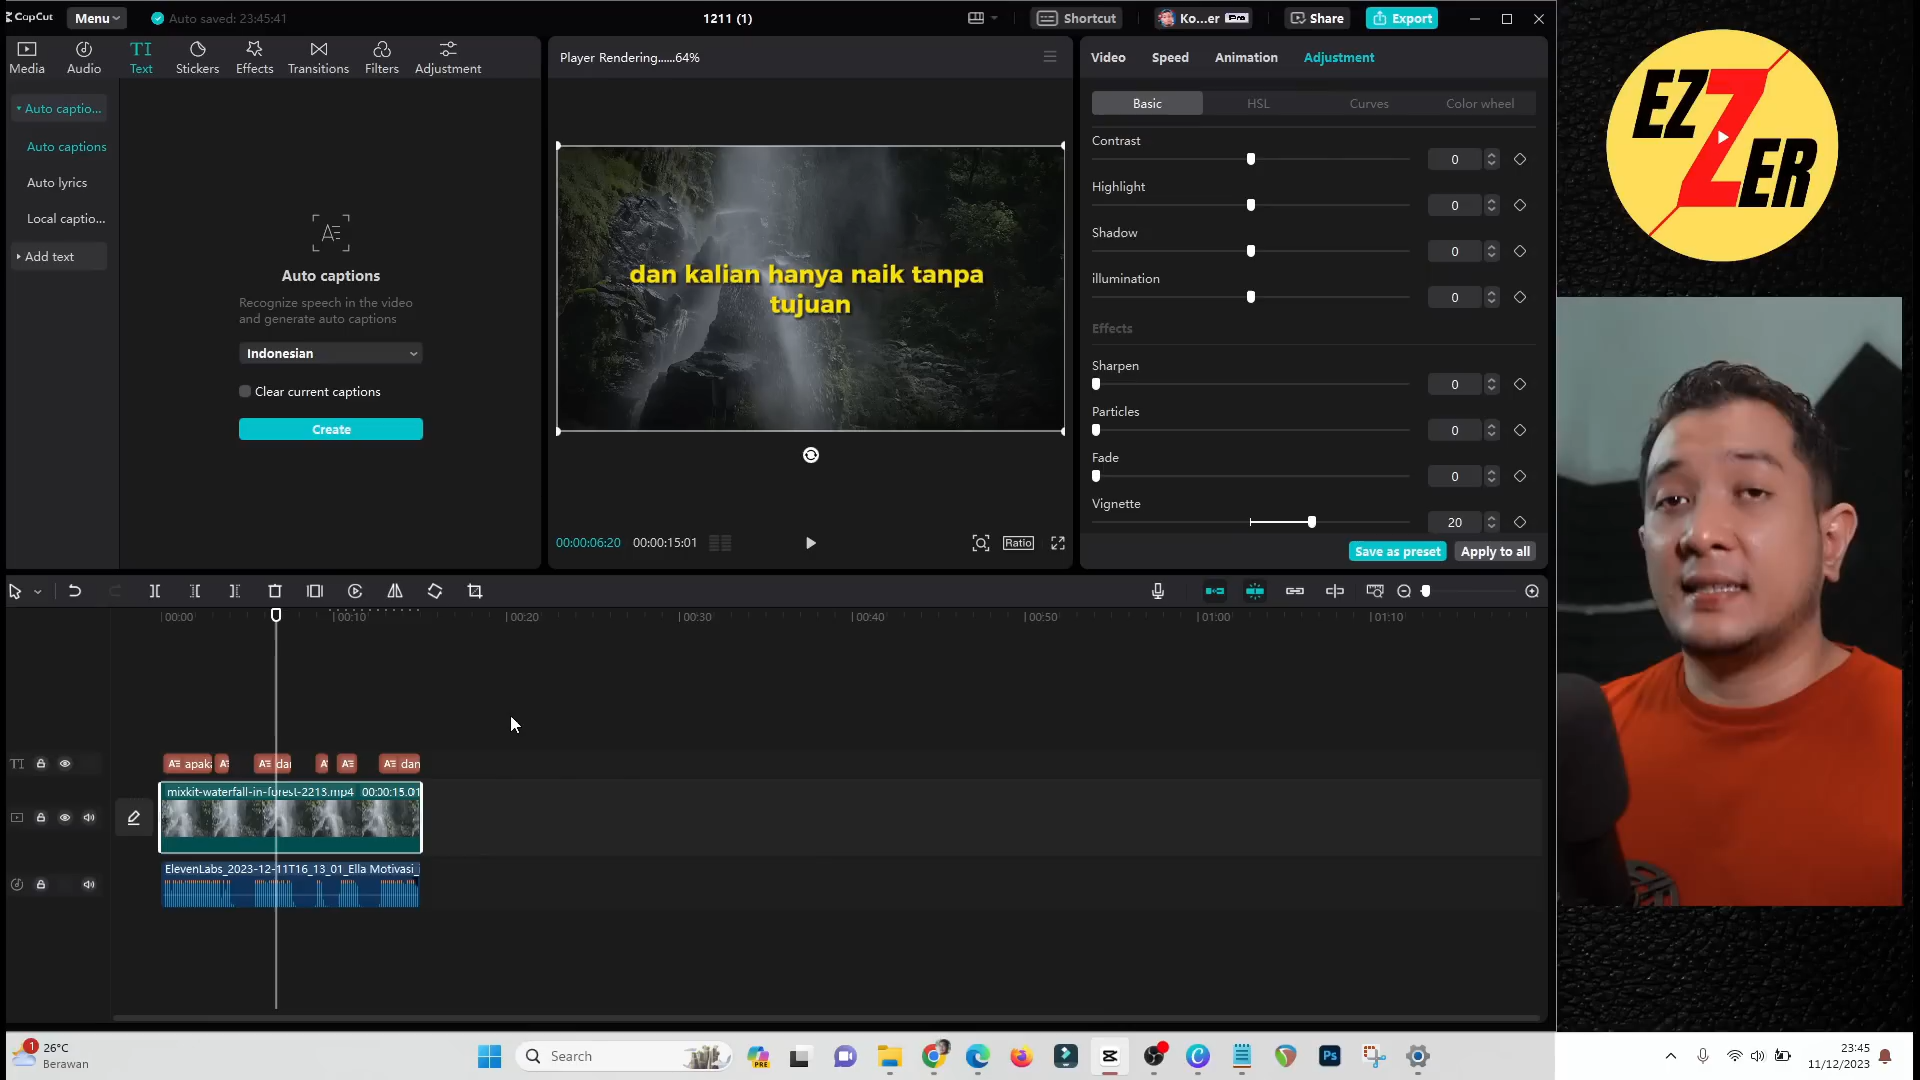 CapCut
Menu
Auto saved: 23:45:41
1211 (1)
Shortcut
Ko...er
Pro
Share
Export
Media
Audio
TI
Text
Stickers
Effects
Transitions
Filters
Adjustment
Auto captio...
Auto captions
Auto lyrics
Local captio...
Add text
Auto captions
Recognize speech in the video
and generate auto captions
Indonesian
Clear current captions
Create
Player Rendering......64%
dan kalian hanya naik tanpa
tujuan
00:00:06:20
00:00:15:01
Ratio
Video
Speed
Animation
Adjustment
Basic
HSL
Curves
Color wheel
Contrast
0
Highlight
0
Shadow
0
illumination
0
Effects
Sharpen
0
Particles
0
Fade
0
Vignette
20
Save as preset
Apply to all
EZZER
00:00
00:10
00:20
00:30
00:40
00:50
01:00
01:10
apak
dan
mixkit-waterfall-in-forest-2213.mp4
00:00:15:01
ElevenLabs_2023-12-11T16_13_01_Ella Motivasi_
1
26°C
Berawan
Search
PRE
Ps
23:45
11/12/2023